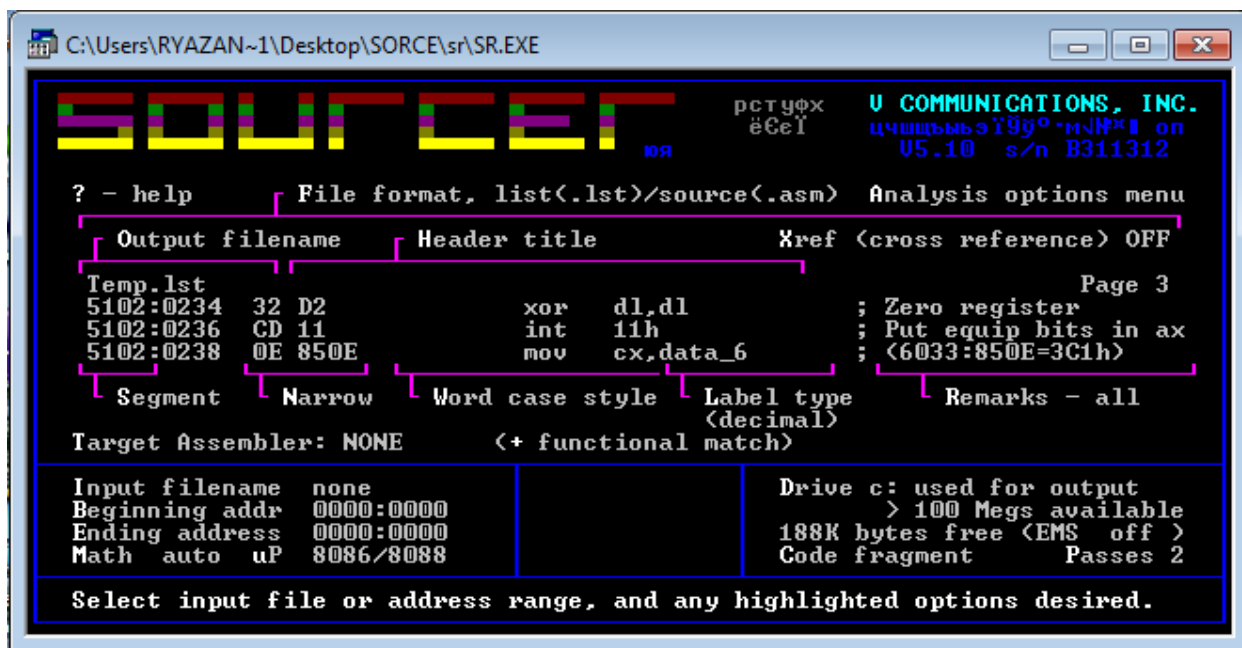 C:\Users\RYAZAN~1\Desktop\SORCE\sr\SR.EXE
sourcer рстуфх V COMMUNICATIONS, INC.
ёЄєЇ
юя V5.10 s/n B311312
? - help File format, list(.lst)/source(.asm) Analysis options menu
Output filename Header title Xref (cross reference) OFF
Temp.lst Page 3
5102:0234 32 D2 xor dl,dl ; Zero register
5102:0236 CD 11 int 11h ; Put equip bits in ax
5102:0238 0E 850E mov cx,data_6 ; (6033:850E=3C1h)
Segment Narrow Word case style Label type Remarks - all
(decimal)
Target Assembler: NONE (+ functional match)
Input filename none Drive c: used for output
Beginning addr 0000:0000 > 100 Megs available
Ending address 0000:0000 188K bytes free (EMS off )
Math auto uP 8086/8088 Code fragment Passes 2
Select input file or address range, and any highlighted options desired.